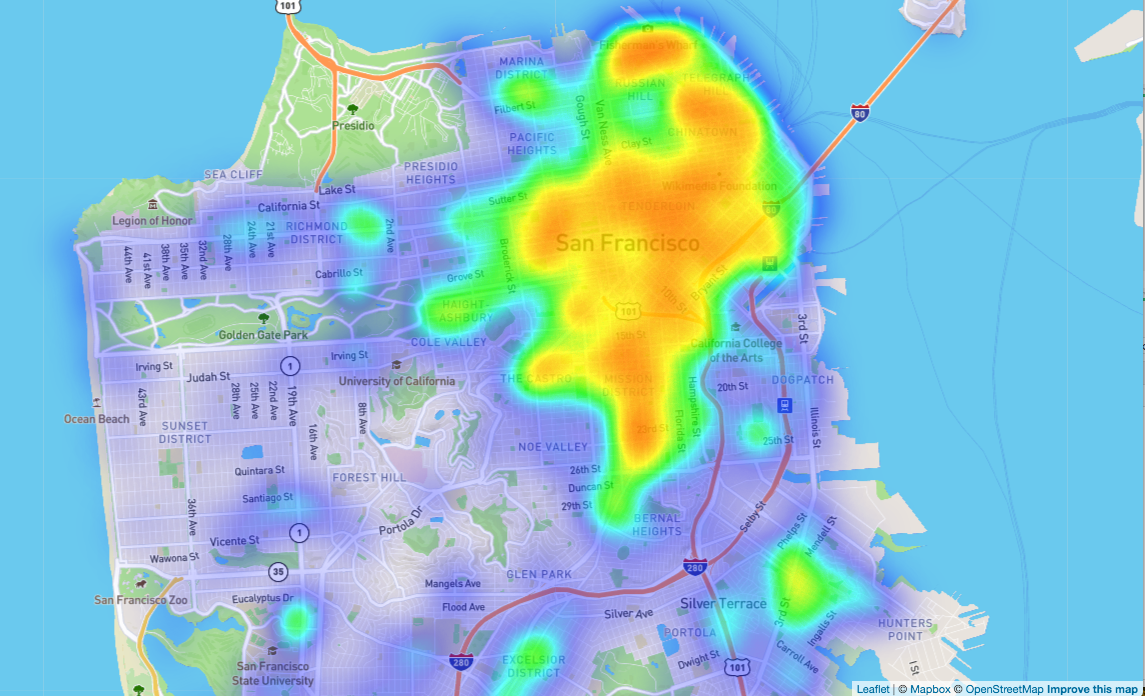 101
Fisherman's Wharf
MARINA
DISTRICT
RUSSIAN
HILL
TELEGRAPH
HILL
Filbert St
Gough St
Van Ness Ave
80
Presidio
PACIFIC
HEIGHTS
CHINATOWN
Clay St
SEA CLIFF
PRESIDIO
HEIGHTS
Lake St
Wikimedia Foundation
Sutter St
California St
TENDERLOIN
Legion of Honor
RICHMOND
DISTRICT
21st Ave
24th Ave
28th Ave
2nd Ave
32nd Ave
35th Ave
38th Ave
41st Ave
44th Ave
San Francisco
Broderick St
Cabrillo St
Grove St
10th St
Bryant St
HAIGHT-
ASHBURY
101
Golden Gate Park
15th St
3rd St
COLE VALLEY
California College
of the Arts
Irving St
Irving St
1
Judah St
University of California
THE CASTRO
MISSION
DISTRICT
20th St
DOGPATCH
43rd Ave
28th Ave
25th Ave
22nd Ave
19th Ave
8th Ave
Hampshire St
Florida St
Illinois St
Ocean Beach
SUNSET
DISTRICT
16th Ave
23rd St
25th St
NOE VALLEY
Quintara St
FOREST HILL
26th St
Duncan St
Santiago St
29th St
36th Ave
Portola Dr
BERNAL
HEIGHTS
Selby St
Phelps St
Mendell St
Vicente St
1
Wawona St
35
GLEN PARK
280
San Francisco Zoo
Eucalyptus Dr
Mangels Ave
Flood Ave
Silver Ave
Silver Terrace
3rd St
Ingalls St
HUNTERS
POINT
PORTOLA
280
EXCELSIOR
DISTRICT
Dwight St
101
Carroll Ave
San Francisco
State University
I St
Leaflet | © Mapbox © OpenStreetMap Improve this map